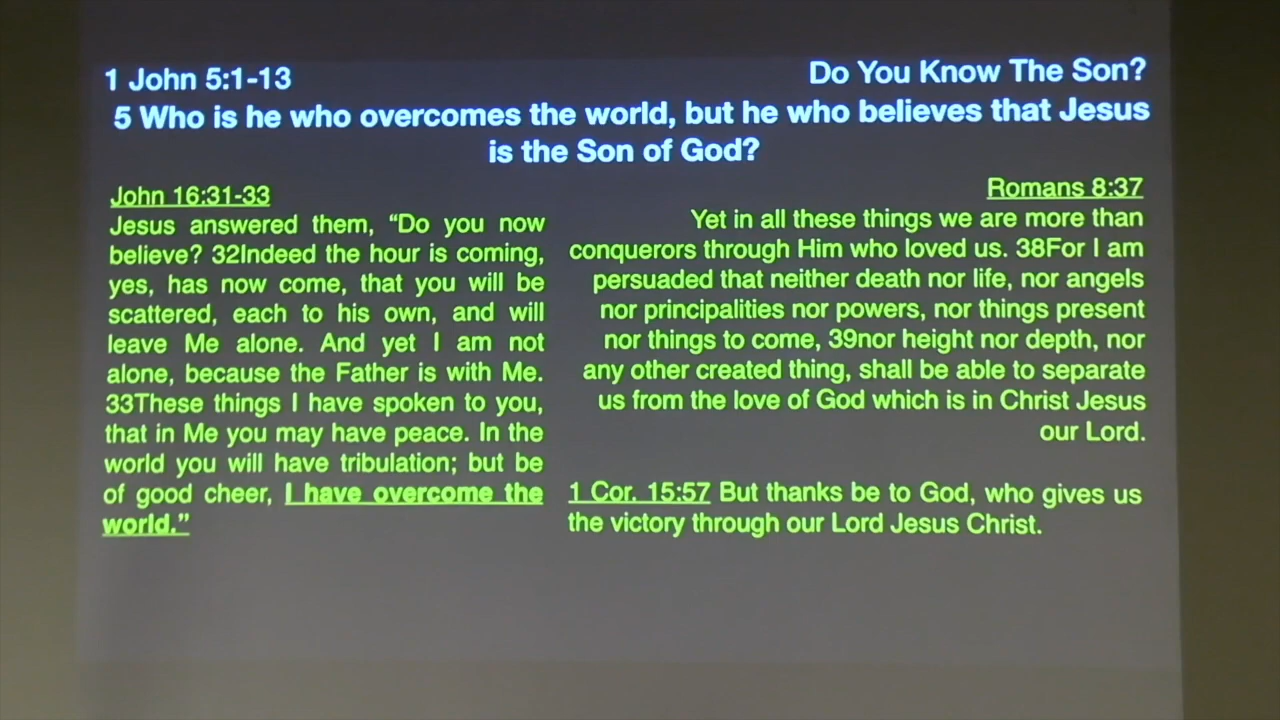 1 John 5:1-13
Do You Know The Son?
5 Who is he who overcomes the world, but he who believes that Jesus
is the Son of God?
John 16:31-33
Jesus answered them, “Do you now
believe? 32Indeed the hour is coming,
yes, has now come, that you will be
scattered, each to his own, and will
leave Me alone. And yet I am not
alone, because the Father is with Me.
33These things I have spoken to you,
that in Me you may have peace. In the
world you will have tribulation; but be
of good cheer, I have overcome the
world.”
Romans 8:37
Yet in all these things we are more than
conquerors through Him who loved us. 38For I am
persuaded that neither death nor life, nor angels
nor principalities nor powers, nor things present
nor things to come, 39nor height nor depth, nor
any other created thing, shall be able to separate
us from the love of God which is in Christ Jesus
our Lord.
1 Cor. 15:57 But thanks be to God, who gives us
the victory through our Lord Jesus Christ.